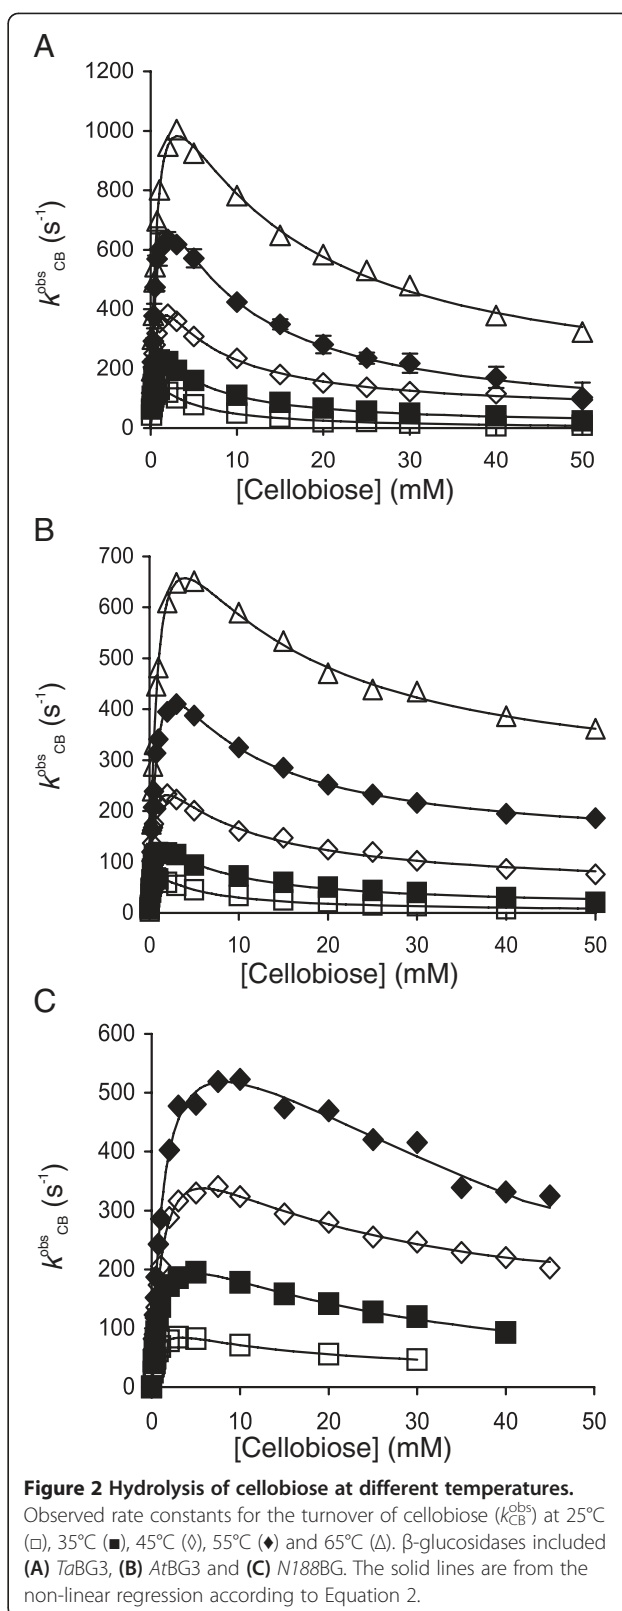 A
1200
1000
800
600
400
200
0
k^obs_CB (s^-1)
0 10 20 30 40 50
[Cellobiose] (mM)
B
700
600
500
400
300
200
100
0
k^obs_CB (s^-1)
0 10 20 30 40 50
[Cellobiose] (mM)
C
600
500
400
300
200
100
0
k^obs_CB (s^-1)
0 10 20 30 40 50
[Cellobiose] (mM)
Figure 2 Hydrolysis of cellobiose at different temperatures.
Observed rate constants for the turnover of cellobiose (k^obs_CB) at 25°C
(□), 35°C (■), 45°C (◊), 55°C (♦) and 65°C (Δ). β-glucosidases included
(A) TaBG3, (B) AtBG3 and (C) N188BG. The solid lines are from the
non-linear regression according to Equation 2.